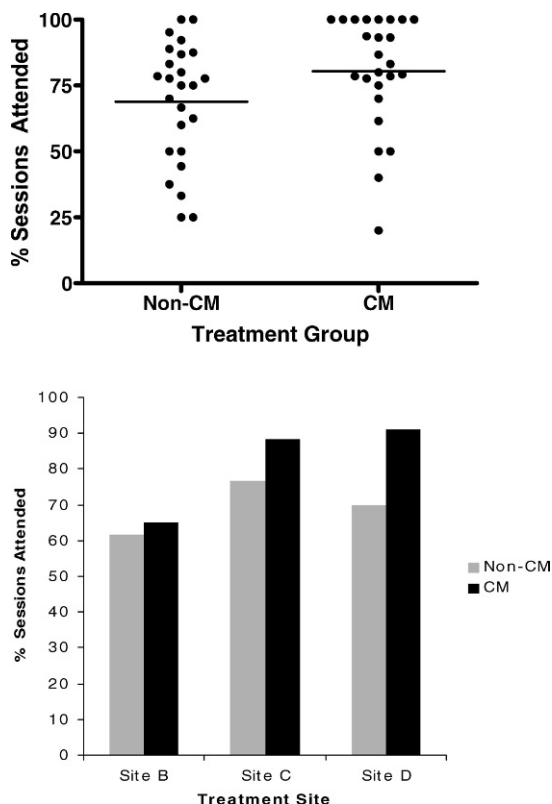 100
75
50
25
0
% Sessions Attended
Non-CM CM
Treatment Group
100
90
80
70
60
50
40
30
20
10
0
% Sessions Attended
Non-CM
CM
Site B Site C Site D
Treatment Site